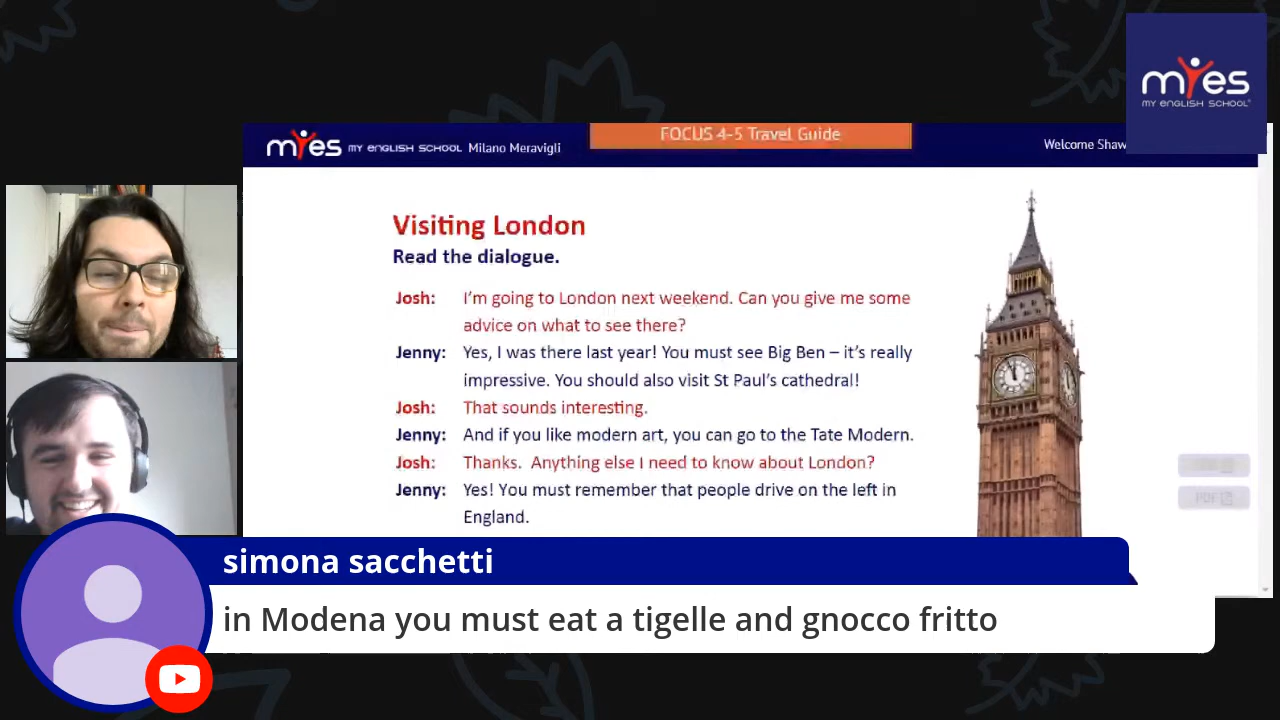 myes
MY ENGLISH SCHOOL
myes MY ENGLISH SCHOOL Milano Meravigli
FOCUS 4-5 Travel Guide
Welcome Shaw
Visiting London
Read the dialogue.
Josh: I'm going to London next weekend. Can you give me some
advice on what to see there?
Jenny: Yes, I was there last year! You must see Big Ben – it's really
impressive. You should also visit St Paul's cathedral!
Josh: That sounds interesting.
Jenny: And if you like modern art, you can go to the Tate Modern.
Josh: Thanks. Anything else I need to know about London?
Jenny: Yes! You must remember that people drive on the left in
England.
PDF
simona sacchetti
in Modena you must eat a tigelle and gnocco fritto